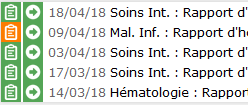 18/04/18 Soins Int. : Rapport d'
09/04/18 Mal. Inf. : Rapport d'h
03/04/18 Soins Int. : Rapport d'
17/03/18 Soins Int. : Rapport d'
14/03/18 Hématologie : Rappor